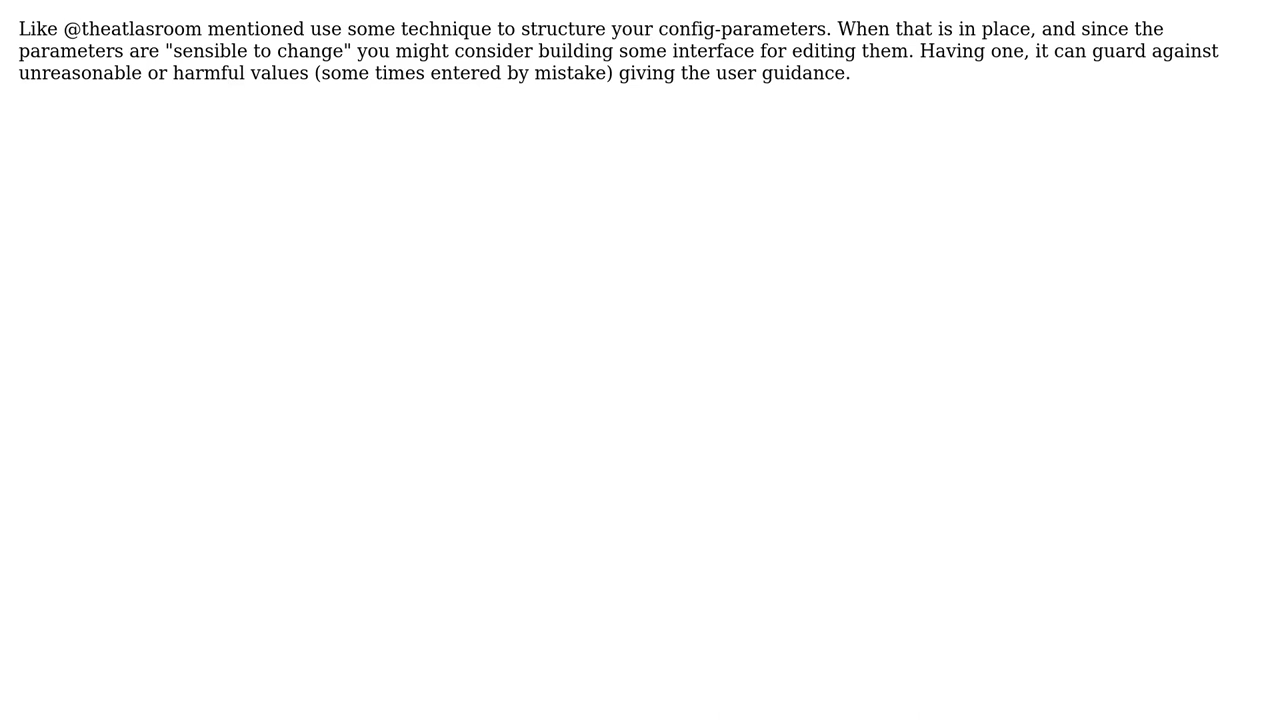 Like @theatlasroom mentioned use some technique to structure your config-parameters. When that is in place, and since the
parameters are "sensible to change" you might consider building some interface for editing them. Having one, it can guard against
unreasonable or harmful values (some times entered by mistake) giving the user guidance.